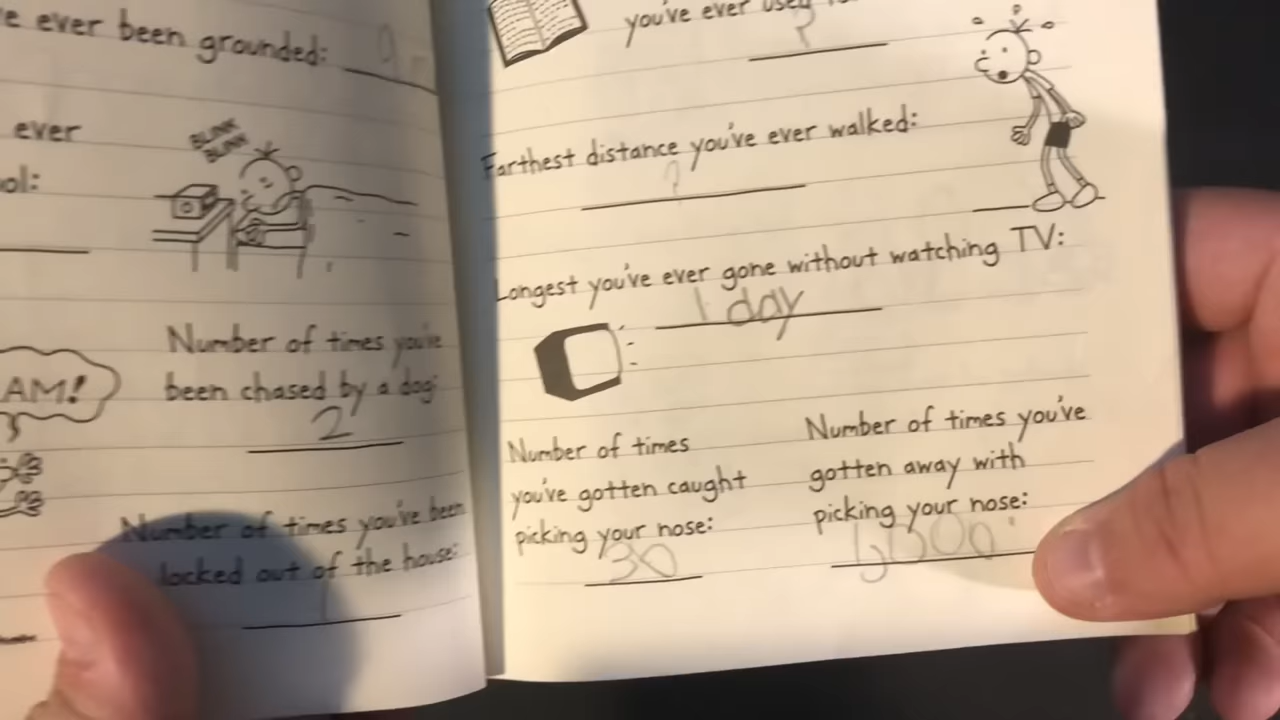 e ever been grounded:
0
ever
ol:
BLINK
BLINK
AM!
Number of times you've
been chased by a dog:
2
Number of times you've been
locked out of the house:
1
you've ever used
?
Farthest distance you've ever walked:
?
Longest you've ever gone without watching TV:
1 day
Number of times
you've gotten caught
picking your nose:
30
Number of times you've
gotten away with
picking your nose: